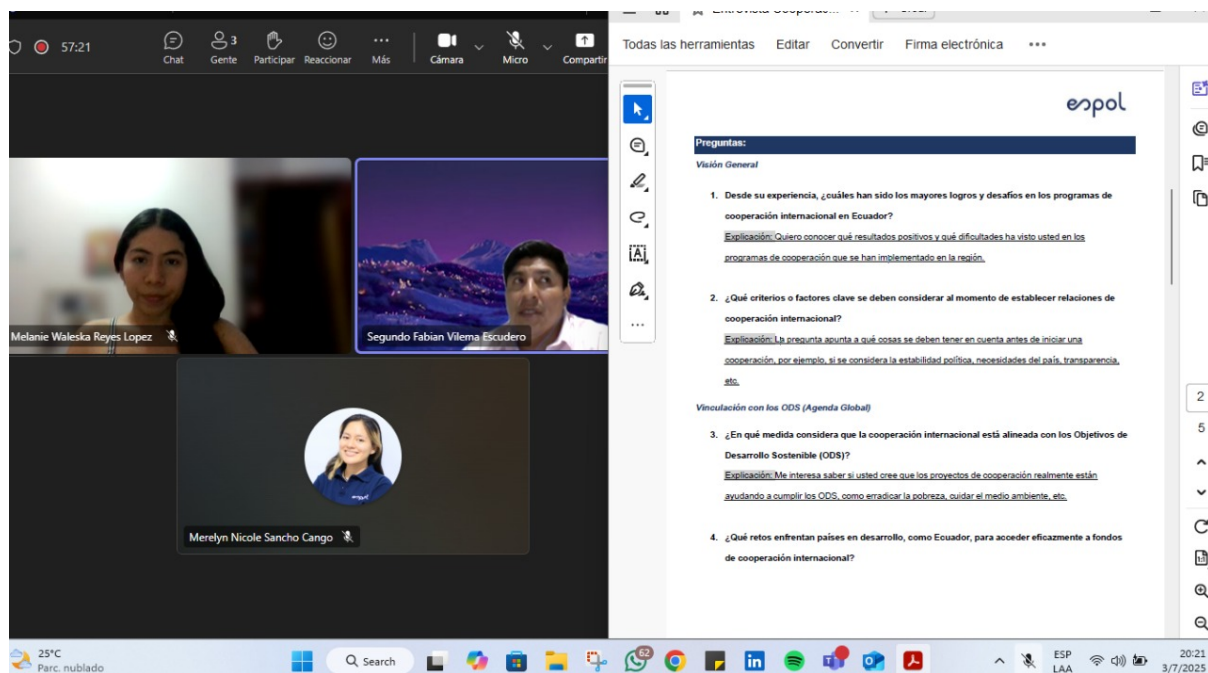 57:21
Chat
3
Gente
Participar
Reaccionar
Más
Cámara
Micro
Compartir
Melanie Waleska Reyes Lopez
Segundo Fabian Vilema Escudero
Merelyn Nicole Sancho Cango
Todas las herramientas Editar Convertir Firma electrónica
espol
Preguntas:
Visión General
1. Desde su experiencia, ¿cuáles han sido los mayores logros y desafíos en los programas de
cooperación internacional en Ecuador?
Explicación: Quiero conocer qué resultados positivos y qué dificultades ha visto usted en los
programas de cooperación que se han implementado en la región.
2. ¿Qué criterios o factores clave se deben considerar al momento de establecer relaciones de
cooperación internacional?
Explicación: La pregunta apunta a qué cosas se deben tener en cuenta antes de iniciar una
cooperación, por ejemplo, si se considera la estabilidad política, necesidades del país, transparencia,
etc.
Vinculación con los ODS (Agenda Global)
3. ¿En qué medida considera que la cooperación internacional está alineada con los Objetivos de
Desarrollo Sostenible (ODS)?
Explicación: Me interesa saber si usted cree que los proyectos de cooperación realmente están
ayudando a cumplir los ODS, como erradicar la pobreza, cuidar el medio ambiente, etc.
4. ¿Qué retos enfrentan países en desarrollo, como Ecuador, para acceder eficazmente a fondos
de cooperación internacional?
2
5
25°C
Parc. nublado
Search
62
ESP
LAA
20:21
3/7/2025